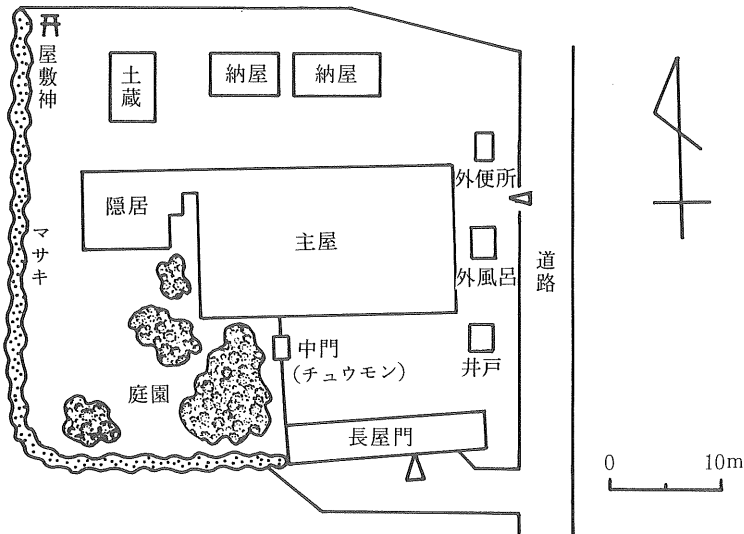 屋敷神
土蔵
納屋
納屋
外便所
隠居
主屋
マサキ
外風呂
道路
中門
(チュウモン)
井戸
庭園
長屋門
0 10m